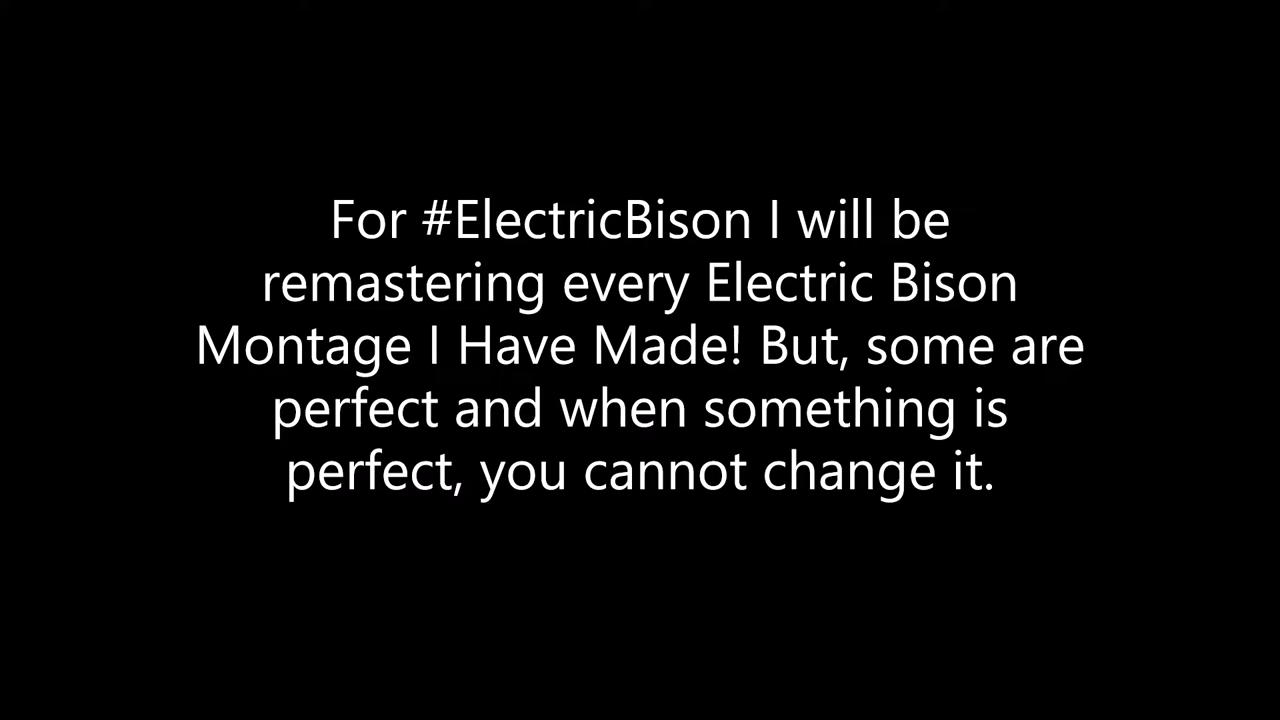 For #ElectricBison I will be
remastering every Electric Bison
Montage I Have Made! But, some are
perfect and when something is
perfect, you cannot change it.